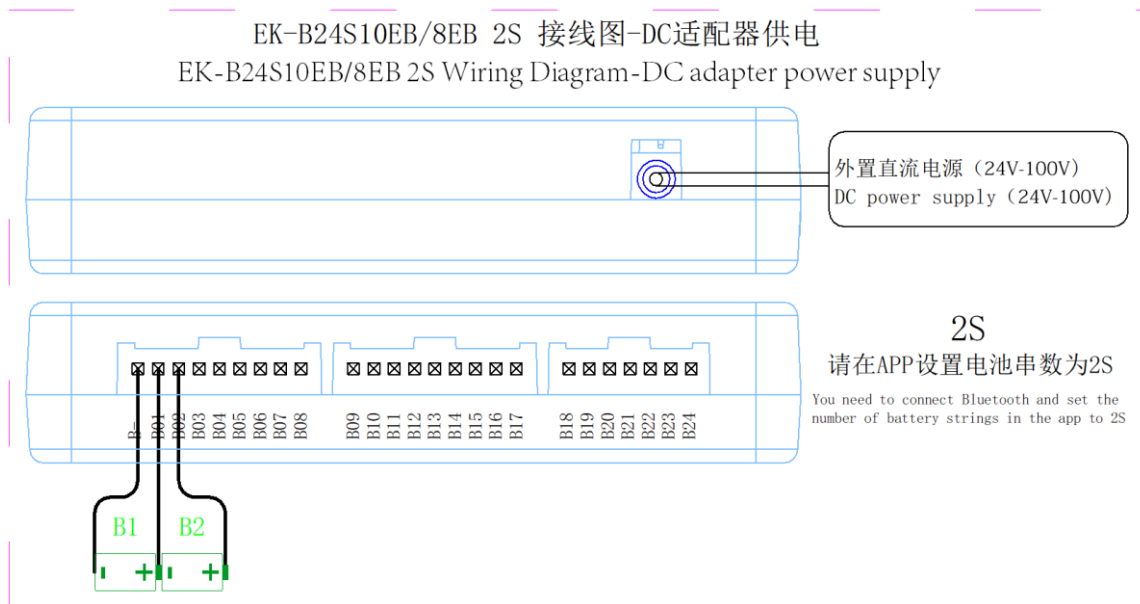 EK-B24S10EB/8EB 2S 接线图-DC适配器供电
EK-B24S10EB/8EB 2S Wiring Diagram-DC adapter power supply
外置直流电源（24V-100V）
DC power supply（24V-100V）
2S
请在APP设置电池串数为2S
You need to connect Bluetooth and set the
number of battery strings in the app to 2S
B- B01 B02 B03 B04 B05 B06 B07 B08 B09 B10 B11 B12 B13 B14 B15 B16 B17 B18 B19 B20 B21 B22 B23 B24
B1 B2
- + - +